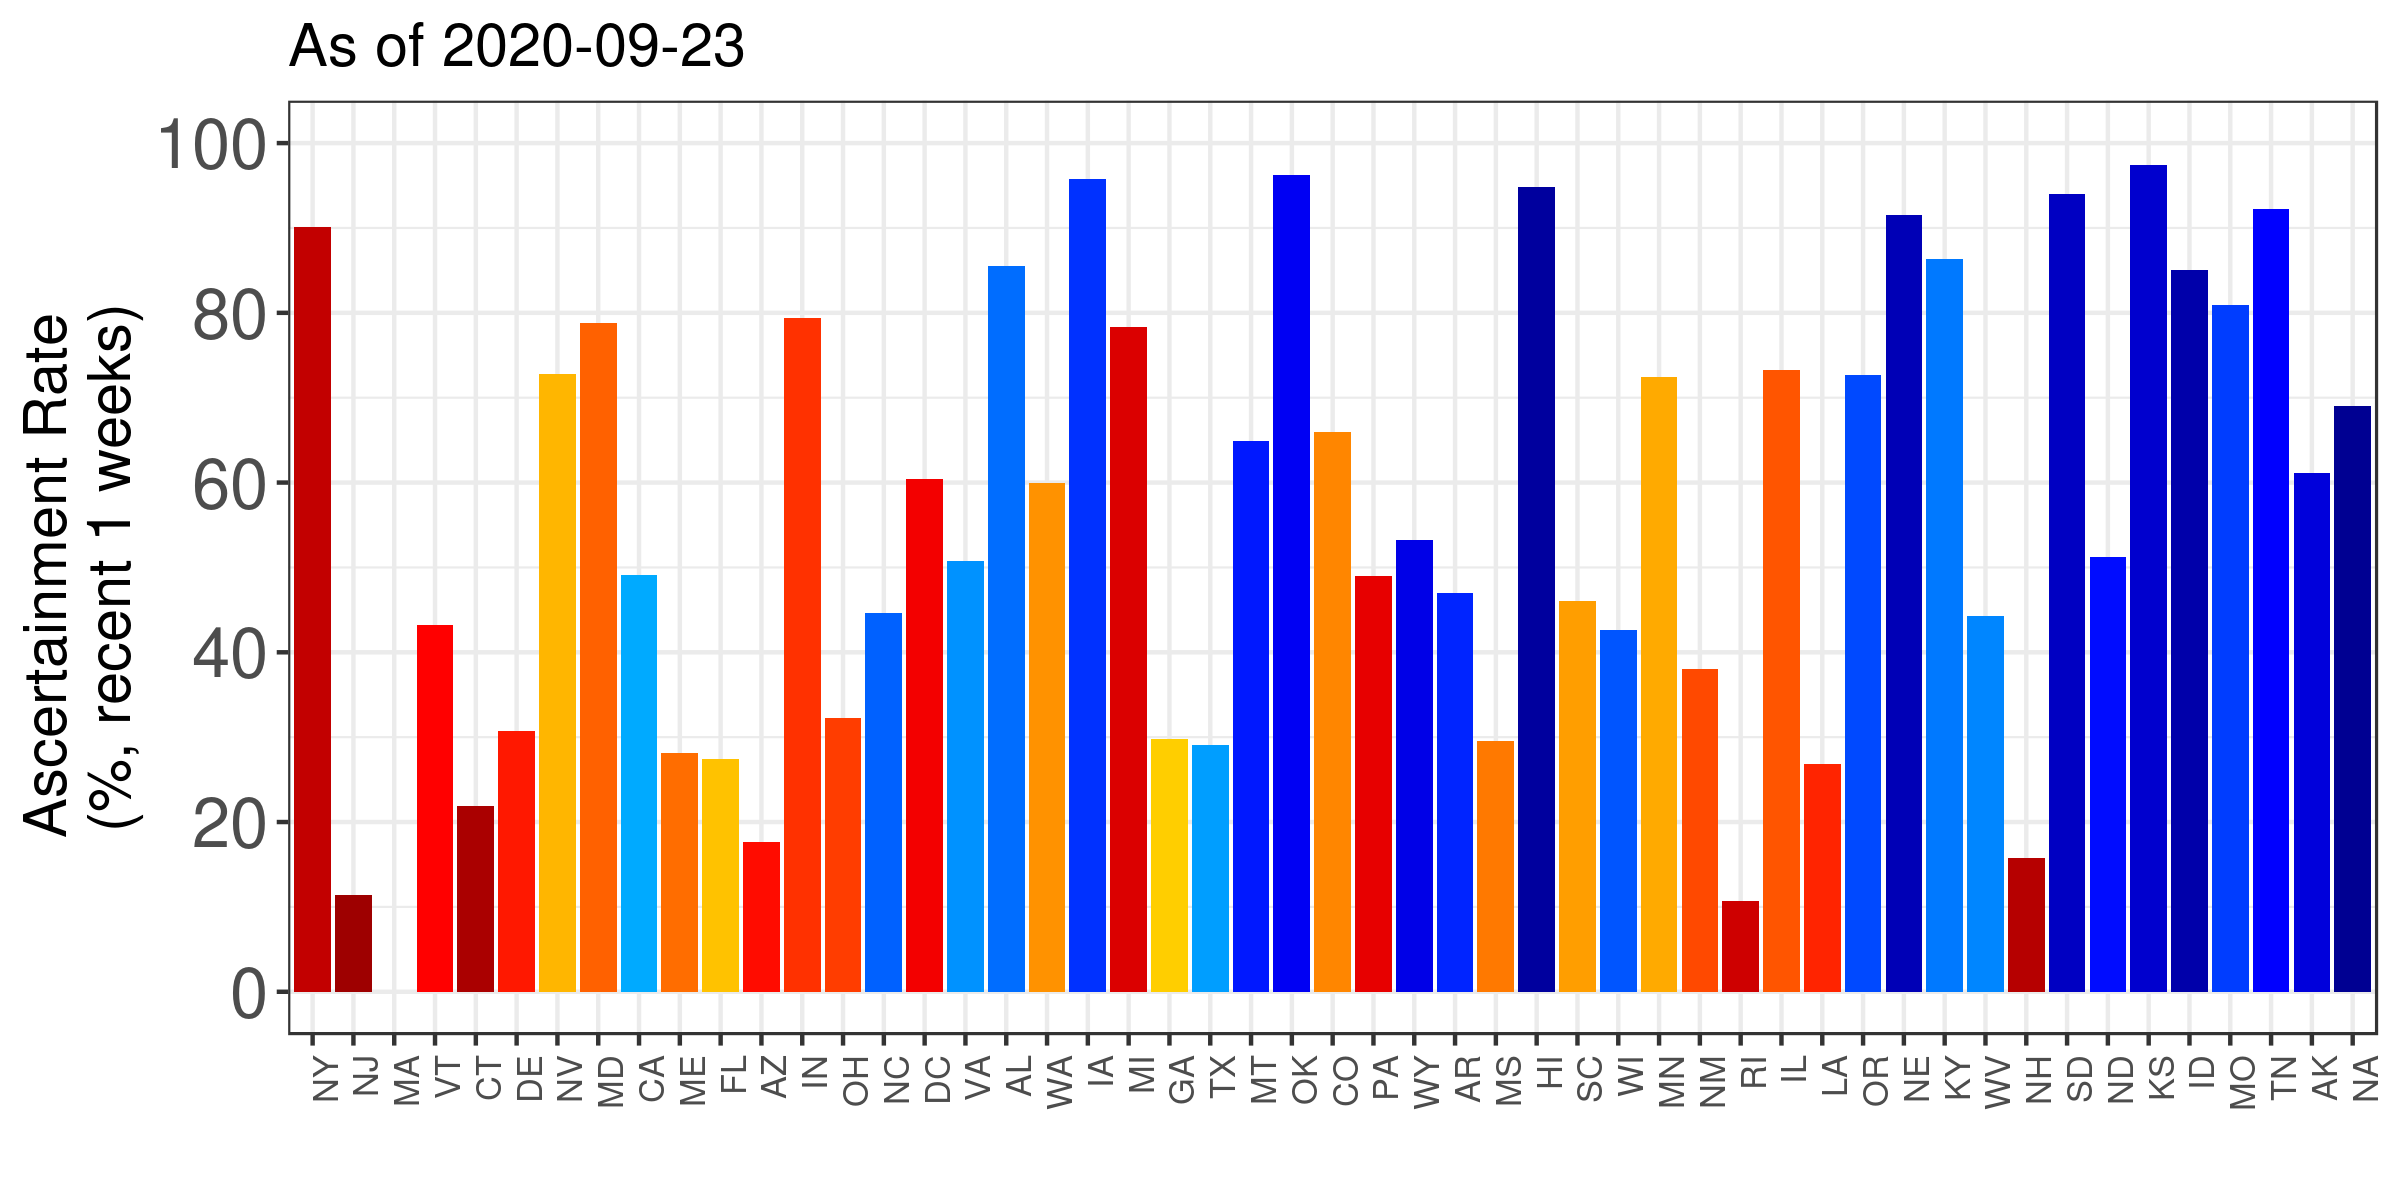 As of 2020-09-23
Ascertainment Rate
(%, recent 1 weeks)
100
80
60
40
20
0
NY NJ MA VT CT DE NV MD CA ME FL AZ IN OH NC DC VA AL WA IA MI GA TX MT OK CO PA WY AR MS HI SC WI MN NM RI IL LA OR NE KY WV NH SD ND KS ID MO TN AK NA